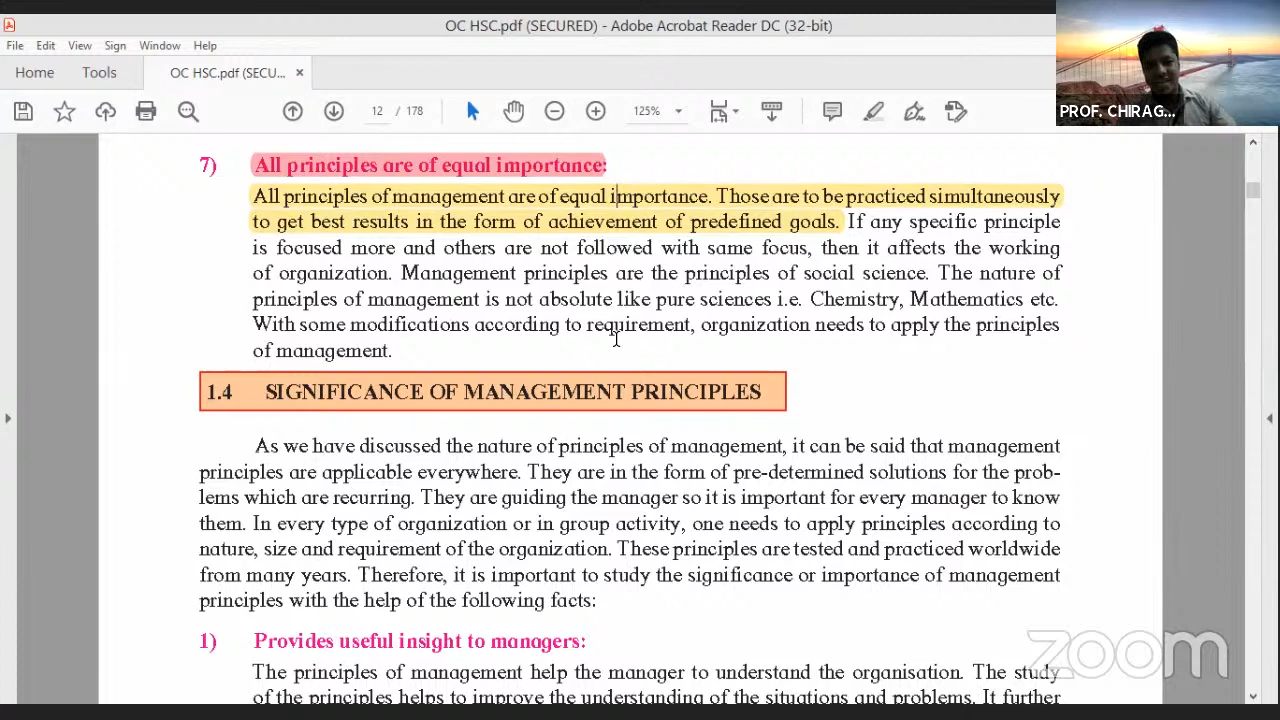 OC HSC.pdf (SECURED) - Adobe Acrobat Reader DC (32-bit)
File Edit View Sign Window Help
Home Tools OC HSC.pdf (SECU... ×
12 / 178 125%
PROF. CHIRAG...
7) All principles are of equal importance:
All principles of management are of equal importance. Those are to be practiced simultaneously
to get best results in the form of achievement of predefined goals. If any specific principle
is focused more and others are not followed with same focus, then it affects the working
of organization. Management principles are the principles of social science. The nature of
principles of management is not absolute like pure sciences i.e. Chemistry, Mathematics etc.
With some modifications according to requirement, organization needs to apply the principles
of management.
1.4 SIGNIFICANCE OF MANAGEMENT PRINCIPLES
As we have discussed the nature of principles of management, it can be said that management
principles are applicable everywhere. They are in the form of pre-determined solutions for the prob-
lems which are recurring. They are guiding the manager so it is important for every manager to know
them. In every type of organization or in group activity, one needs to apply principles according to
nature, size and requirement of the organization. These principles are tested and practiced worldwide
from many years. Therefore, it is important to study the significance or importance of management
principles with the help of the following facts:
1) Provides useful insight to managers:
The principles of management help the manager to understand the organisation. The study
of the principles helps to improve the understanding of the situations and problems. It further
zoom